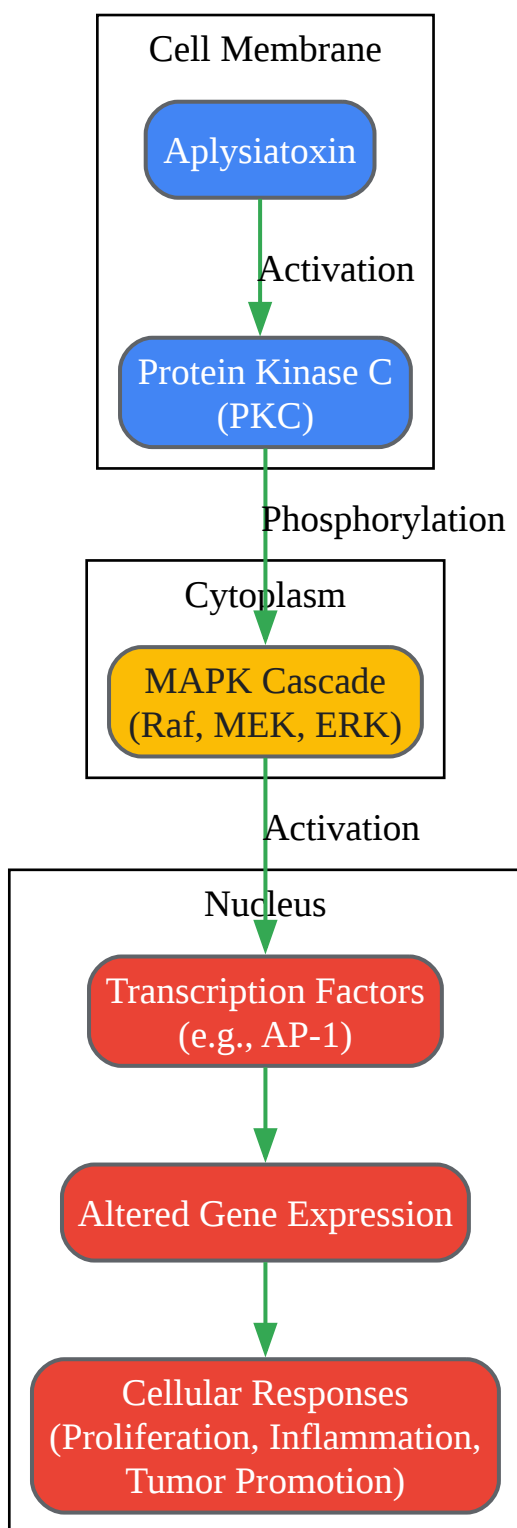 Cell Membrane
Aplysiatoxin
Activation
Protein Kinase C
(PKC)
Phosphorylation
Cytoplasm
MAPK Cascade
(Raf, MEK, ERK)
Activation
Nucleus
Transcription Factors
(e.g., AP-1)
Altered Gene Expression
Cellular Responses
(Proliferation, Inflammation,
Tumor Promotion)